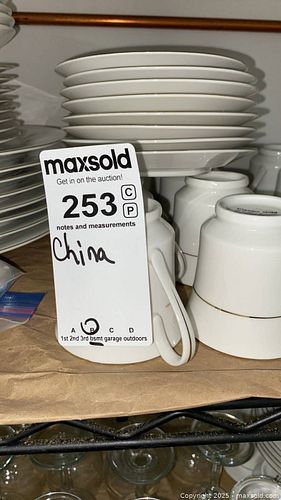 maxsold
Get in on the auction!
253 C
P
notes and measurements
China
A B C D
1st 2nd 3rd bsmt garage outdoors
Copyright 2025 - maxsold.com